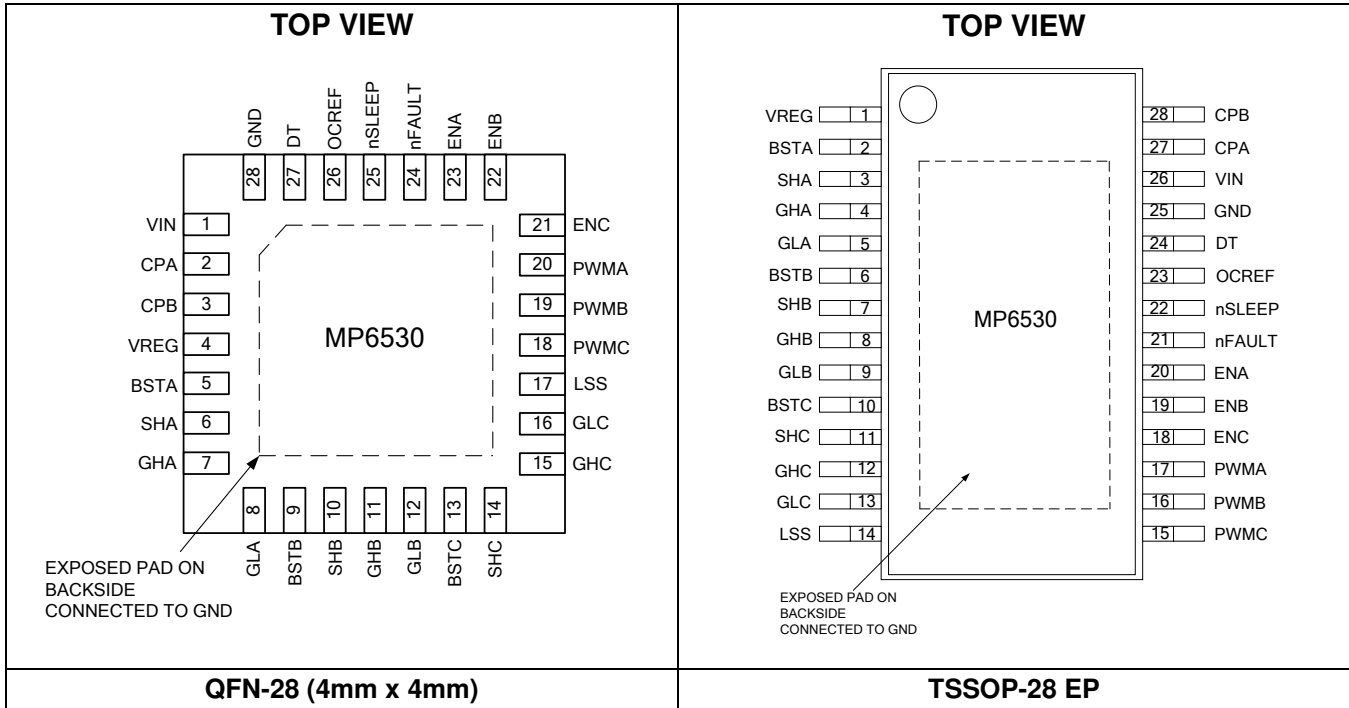 TOP VIEW
GND
DT
OCREF
nSLEEP
nFAULT
ENA
ENB
28
27
26
25
24
23
22
VIN 1
CPA 2
CPB 3
VREG 4
BSTA 5
SHA 6
GHA 7
21 ENC
20 PWMA
19 PWMB
18 PWMC
17 LSS
16 GLC
15 GHC
MP6530
8
9
10
11
12
13
14
GLA
BSTB
SHB
GHB
GLB
BSTC
SHC
EXPOSED PAD ON
BACKSIDE
CONNECTED TO GND
QFN-28 (4mm x 4mm)
TOP VIEW
VREG 1
BSTA 2
SHA 3
GHA 4
GLA 5
BSTB 6
SHB 7
GHB 8
GLB 9
BSTC 10
SHC 11
GHC 12
GLC 13
LSS 14
MP6530
28 CPB
27 CPA
26 VIN
25 GND
24 DT
23 OCREF
22 nSLEEP
21 nFAULT
20 ENA
19 ENB
18 ENC
17 PWMA
16 PWMB
15 PWMC
EXPOSED PAD ON
BACKSIDE
CONNECTED TO GND
TSSOP-28 EP